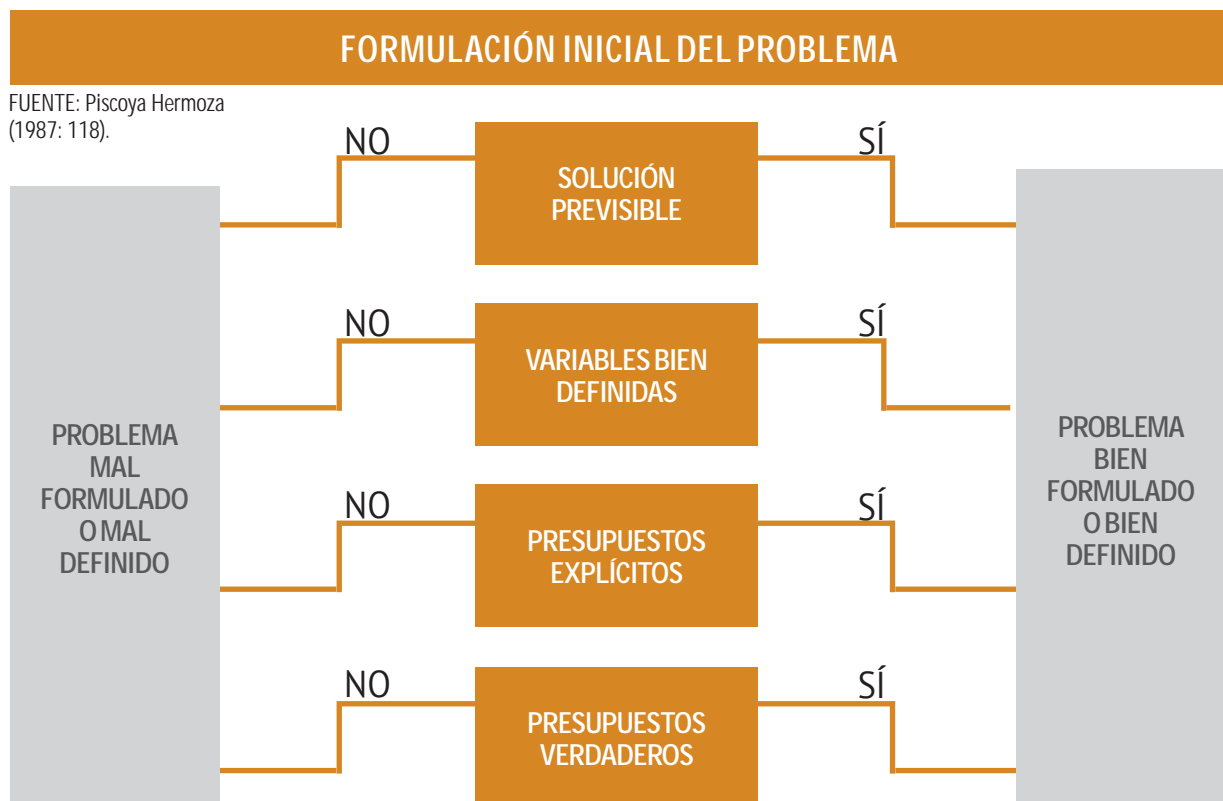 FORMULACIÓN INICIAL DEL PROBLEMA
FUENTE: Piscoya Hermoza
(1987: 118).
NO
SOLUCIÓN
PREVISIBLE
SÍ
NO
VARIABLES BIEN
DEFINIDAS
SÍ
PROBLEMA
MAL
FORMULADO
O MAL
DEFINIDO
PROBLEMA
BIEN
FORMULADO
O BIEN
DEFINIDO
NO
PRESUPUESTOS
EXPLÍCITOS
SÍ
NO
PRESUPUESTOS
VERDADEROS
SÍ